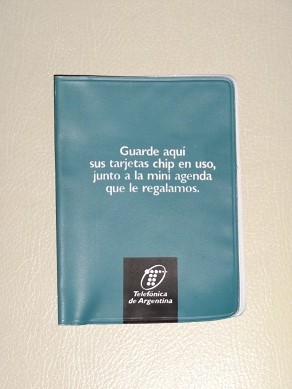 Guarde aquí
sus tarjetas chip en uso,
junto a la mini agenda
que le regalamos.
Telefónica
de Argentina